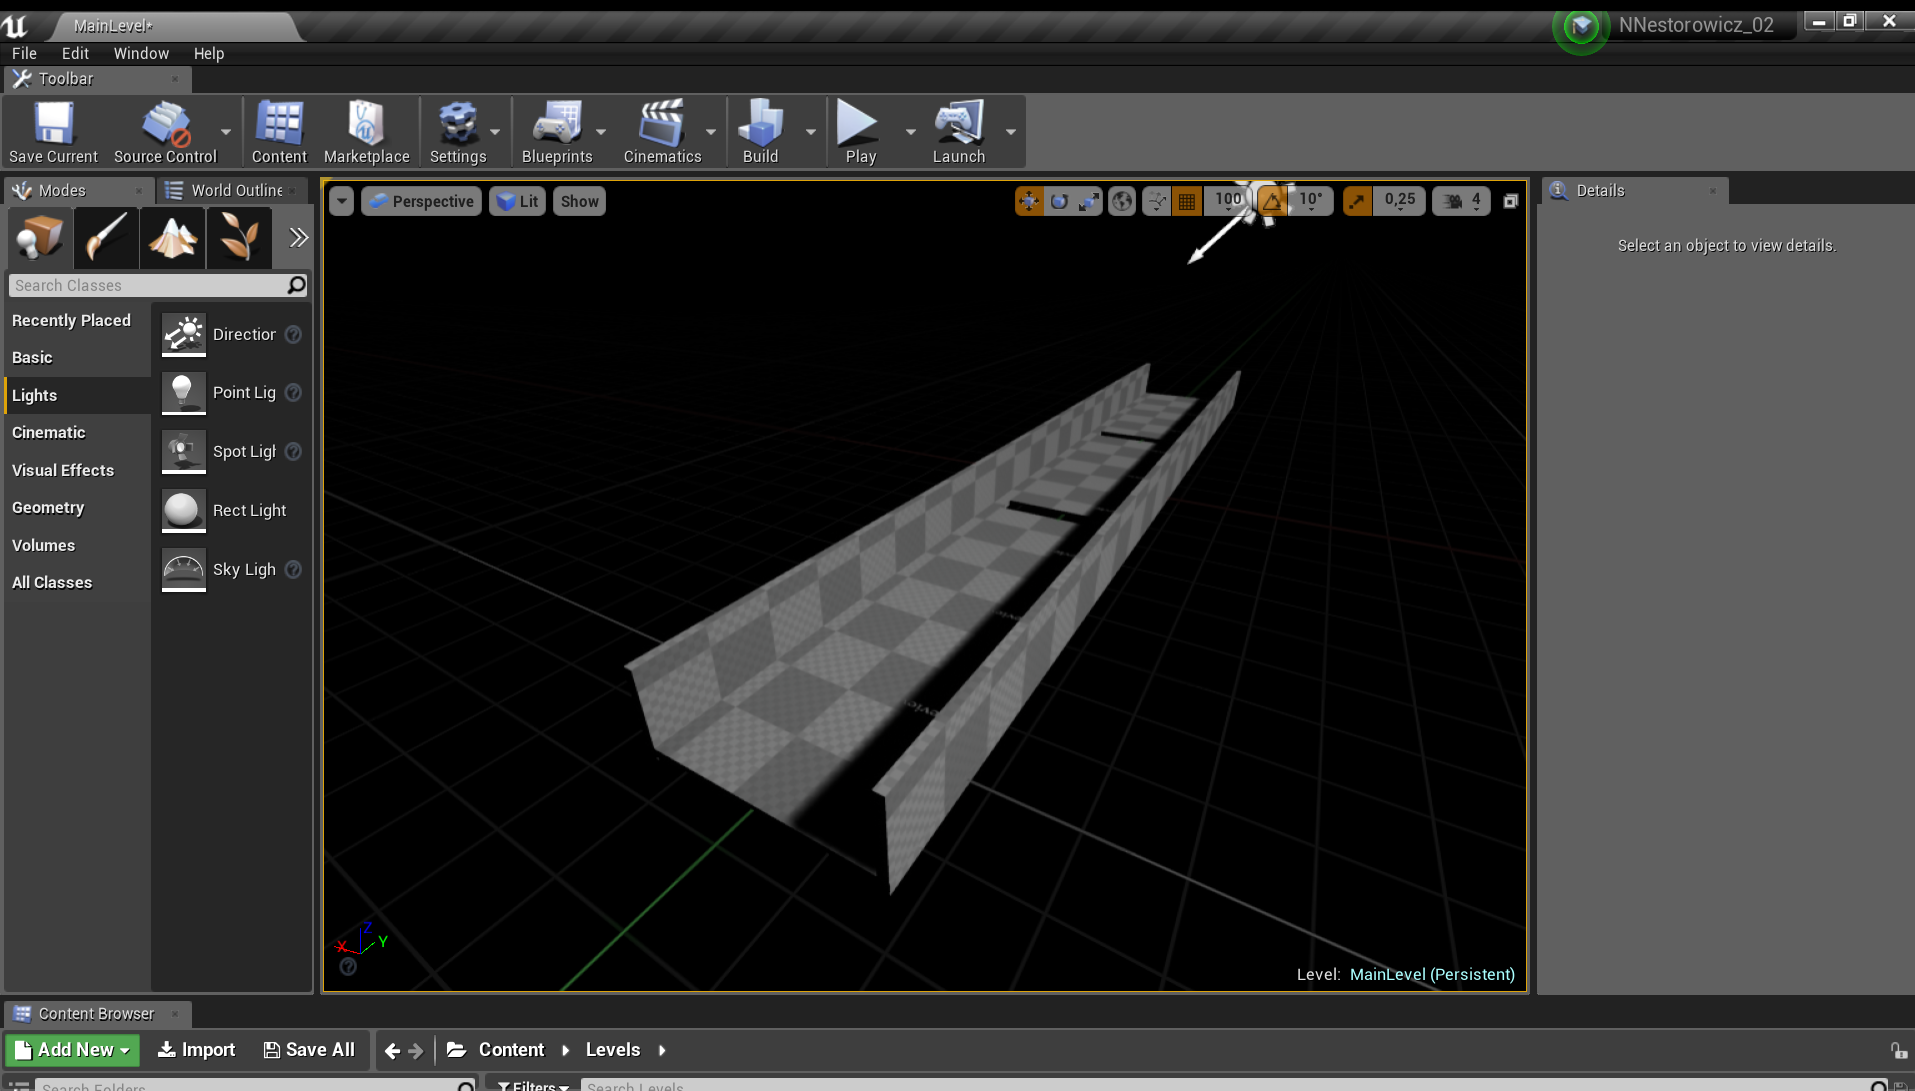 MainLevel*
NNestorowicz_02
File Edit Window Help
Toolbar
Save Current Source Control Content Marketplace Settings Blueprints Cinematics Build Play Launch
Modes World Outline
Perspective Lit Show 100 10° 0,25 4
Details
Select an object to view details.
Search Classes
Recently Placed
Basic
Lights
Cinematic
Visual Effects
Geometry
Volumes
All Classes
Direction
Point Lig
Spot Ligh
Rect Light
Sky Ligh
Z
X Y
Level: MainLevel (Persistent)
Content Browser
Add New Import Save All Content Levels
Search Folders Filters Search Levels